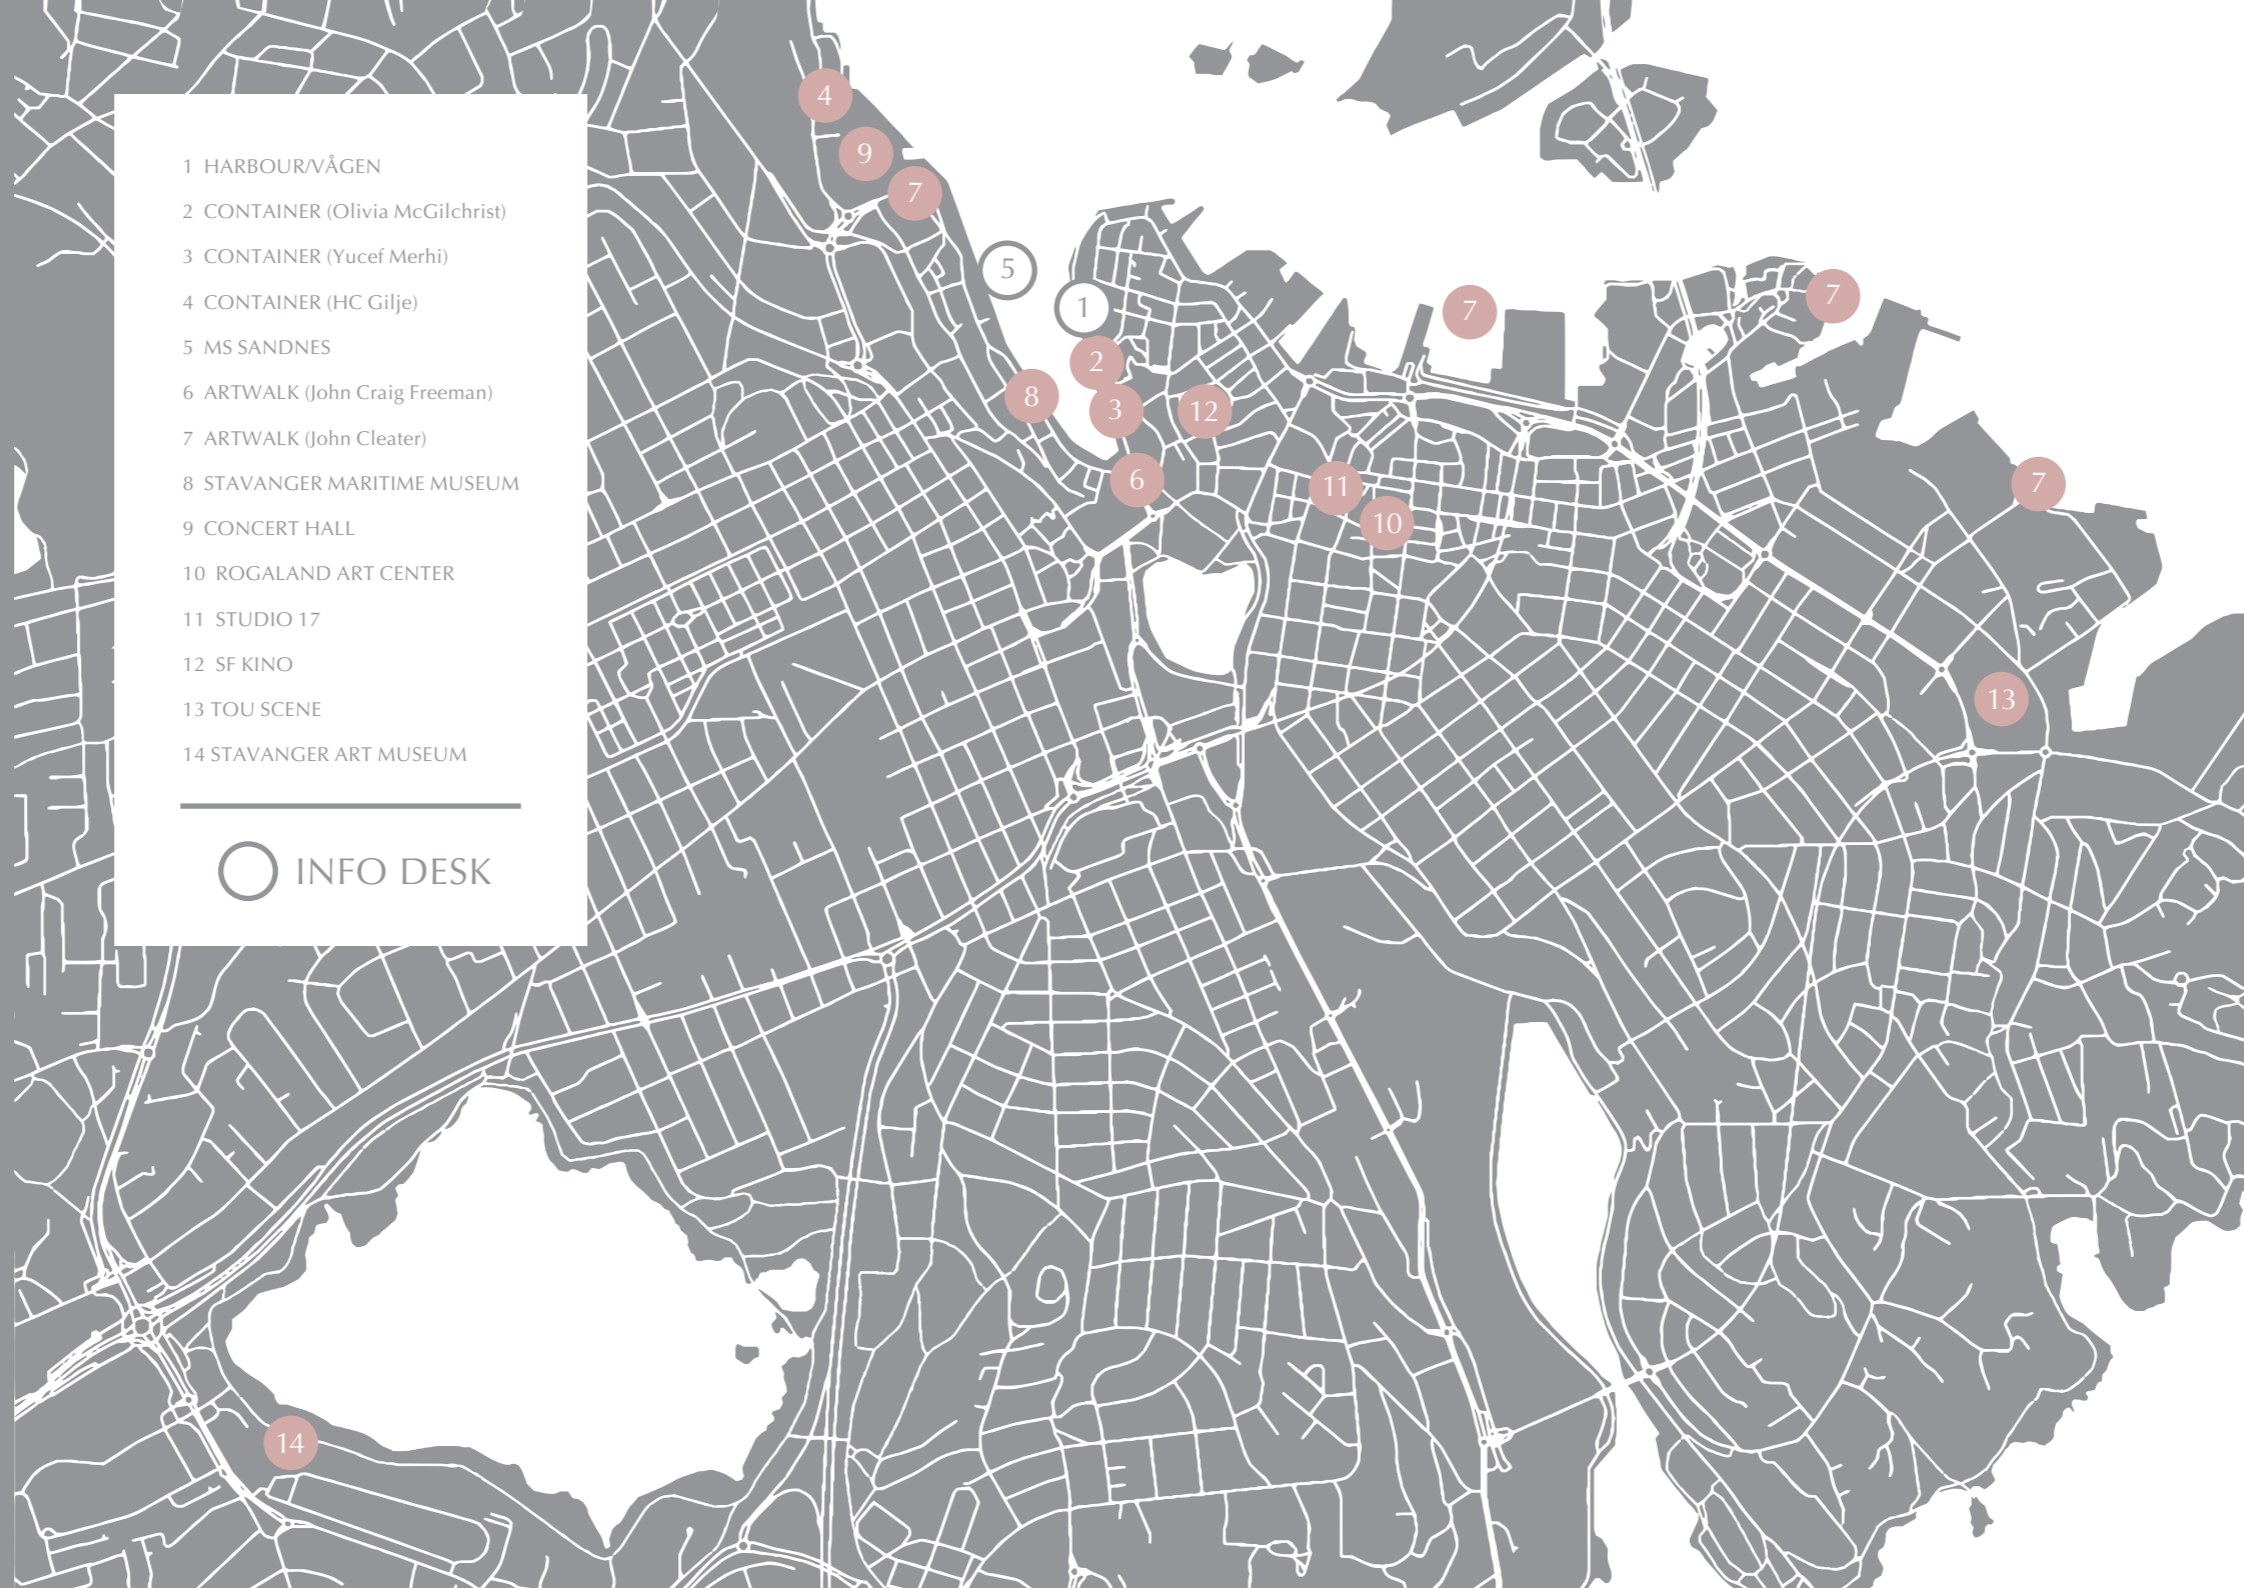 1 HARBOUR/VÅGEN
2 CONTAINER (Olivia McGilchrist)
3 CONTAINER (Yucef Merhi)
4 CONTAINER (HC Gilje)
5 MS SANDNES
6 ARTWALK (John Craig Freeman)
7 ARTWALK (John Cleater)
8 STAVANGER MARITIME MUSEUM
9 CONCERT HALL
10 ROGALAND ART CENTER
11 STUDIO 17
12 SF KINO
13 TOU SCENE
14 STAVANGER ART MUSEUM
INFO DESK
4
9
7
5
1
7
7
2
8
3
12
6
11
7
10
13
14